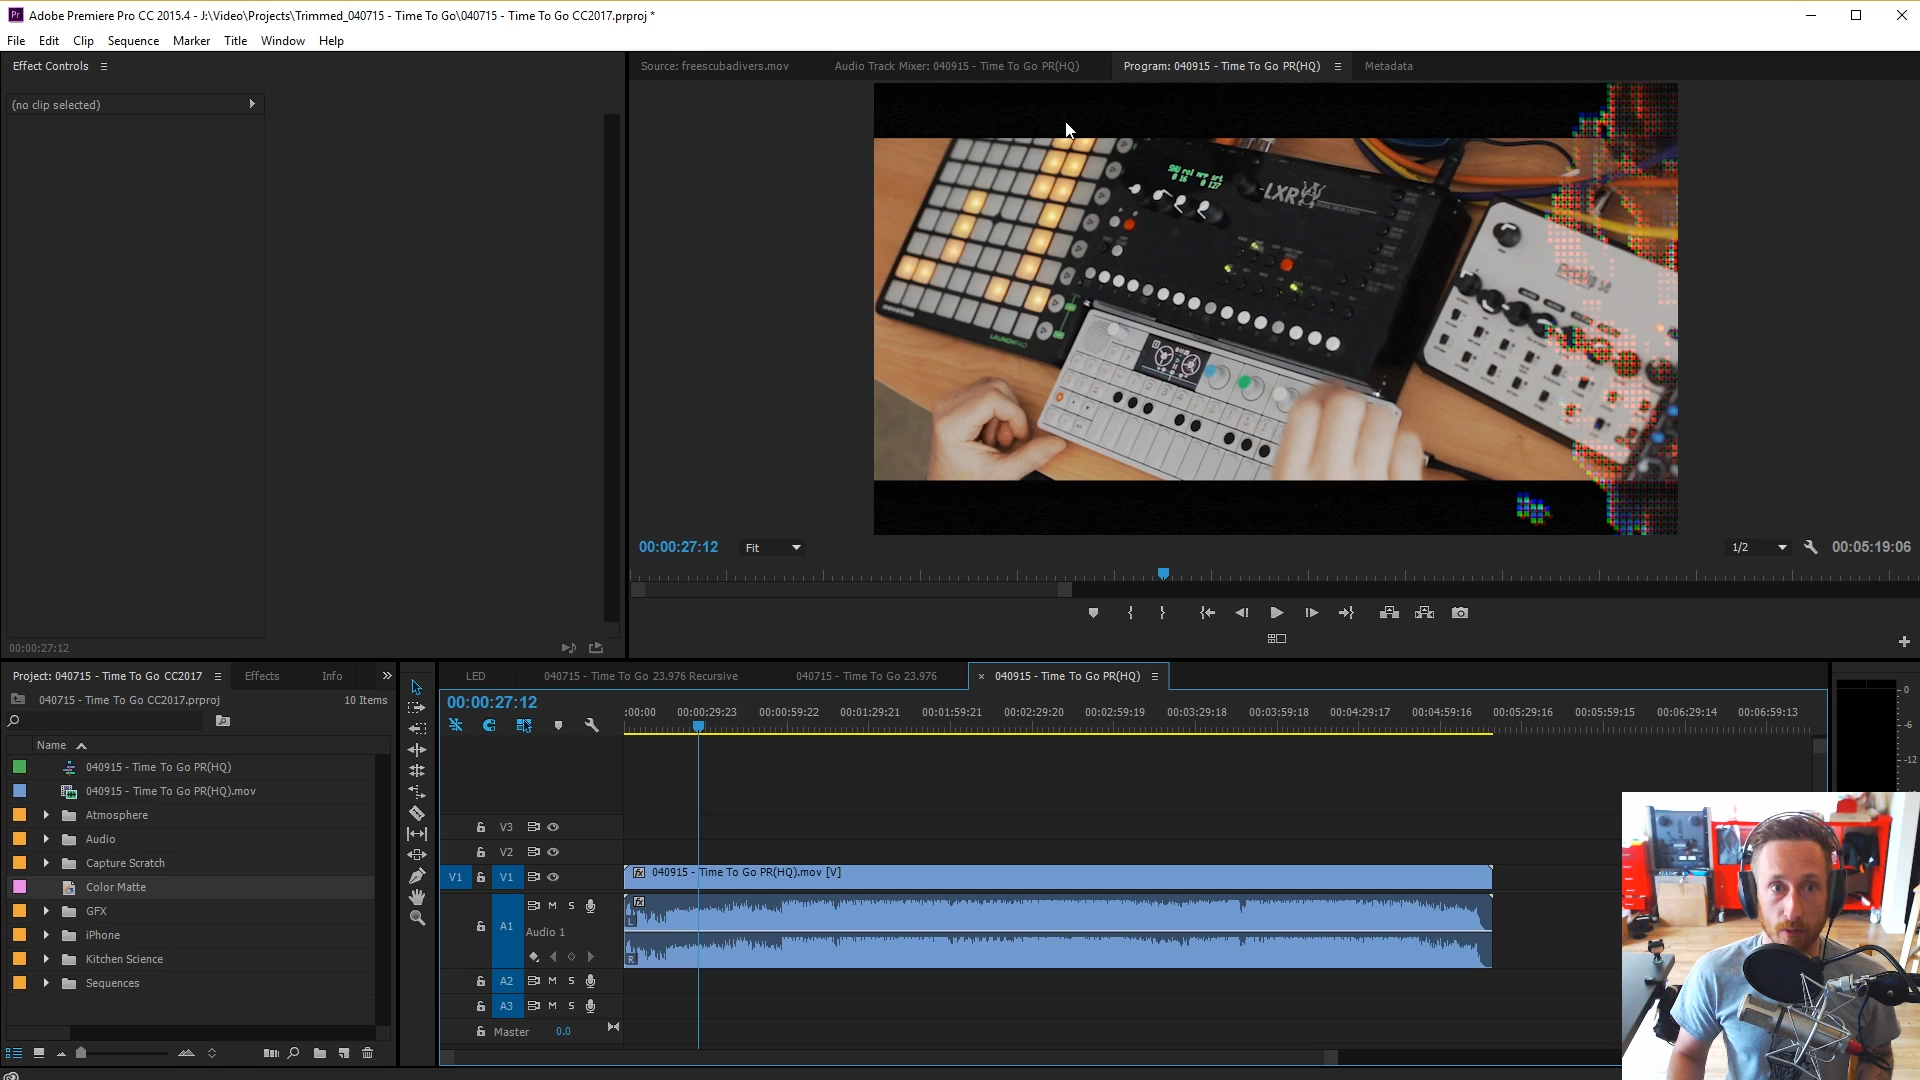 Adobe Premiere Pro CC 2015.4 - J:\Video\Projects\Trimmed_040715 - Time To Go\040715 - Time To Go CC2017.prproj *
File Edit Clip Sequence Marker Title Window Help
Effect Controls
Source: freescubadivers.mov
Audio Track Mixer: 040915 - Time To Go PR(HQ)
Program: 040915 - Time To Go PR(HQ)
Metadata
(no clip selected)
LXR
LAUNCHPAD
00:00:27:12
Fit
1/2
00:05:19:06
00:00:27:12
Project: 040715 - Time To Go CC2017
Effects
Info
040715 - Time To Go CC2017.prproj
10 Items
Name
040915 - Time To Go PR(HQ)
040915 - Time To Go PR(HQ).mov
Atmosphere
Audio
Capture Scratch
Color Matte
GFX
iPhone
Kitchen Science
Sequences
LED
040715 - Time To Go 23.976 Recursive
040715 - Time To Go 23.976
× 040915 - Time To Go PR(HQ)
00:00:27:12
:00:00 00:00:29:23 00:00:59:22 00:01:29:21 00:01:59:21 00:02:29:20 00:02:59:19 00:03:29:18 00:03:59:18 00:04:29:17 00:04:59:16 00:05:29:16 00:05:59:15 00:06:29:14 00:06:59:13
V3
V2
V1 V1 fx 040915 - Time To Go PR(HQ).mov [V]
A1 M S fx L
Audio 1
R
A2 M S
A3 M S
Master 0.0
0
-6
-12